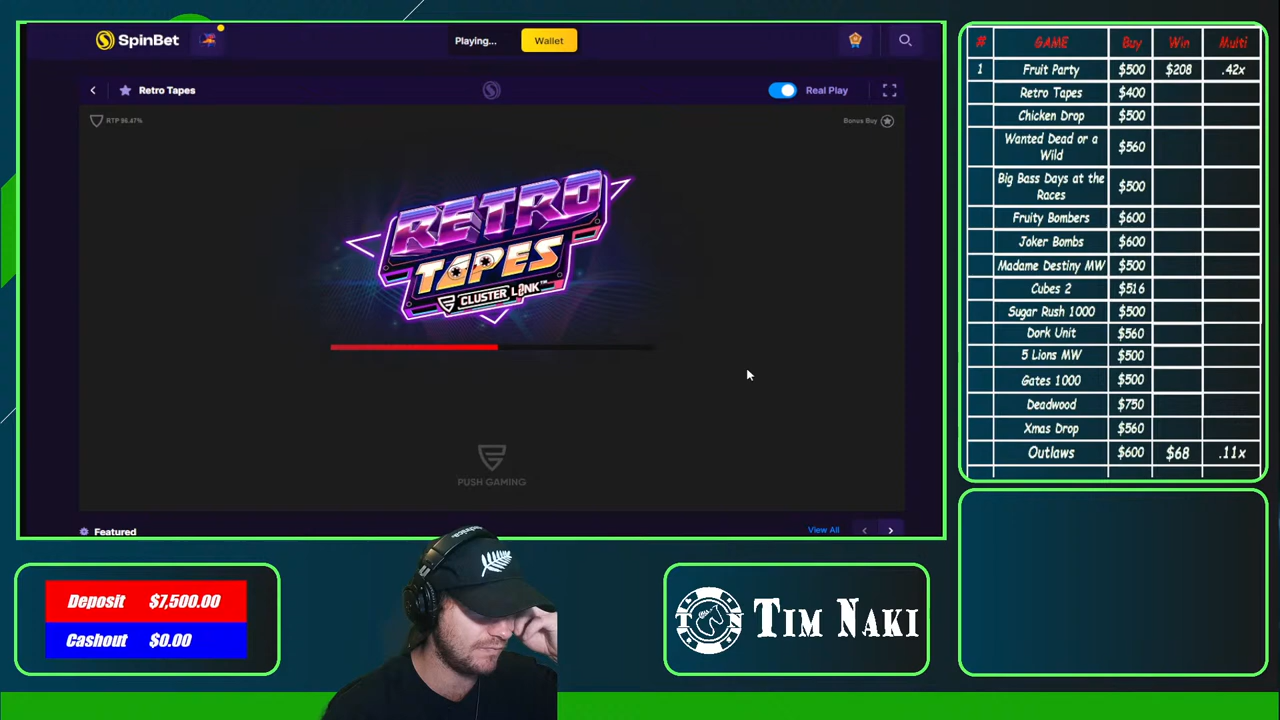 SpinBet
Playing...
Wallet
Retro Tapes
Real Play
RTP 96.47%
Bonus Buy
RETRO
TAPES
CLUSTER LINK™
PUSH GAMING
Featured
View All
# GAME Buy Win Multi
1 Fruit Party $500 $208 .42x
Retro Tapes $400
Chicken Drop $500
Wanted Dead or a
Wild $560
Big Bass Days at the
Races $500
Fruity Bombers $600
Joker Bombs $600
Madame Destiny MW $500
Cubes 2 $516
Sugar Rush 1000 $500
Dork Unit $560
5 Lions MW $500
Gates 1000 $500
Deadwood $750
Xmas Drop $560
Outlaws $600 $68 .11x
Deposit $7,500.00
Cashout $0.00
TIM NAKI